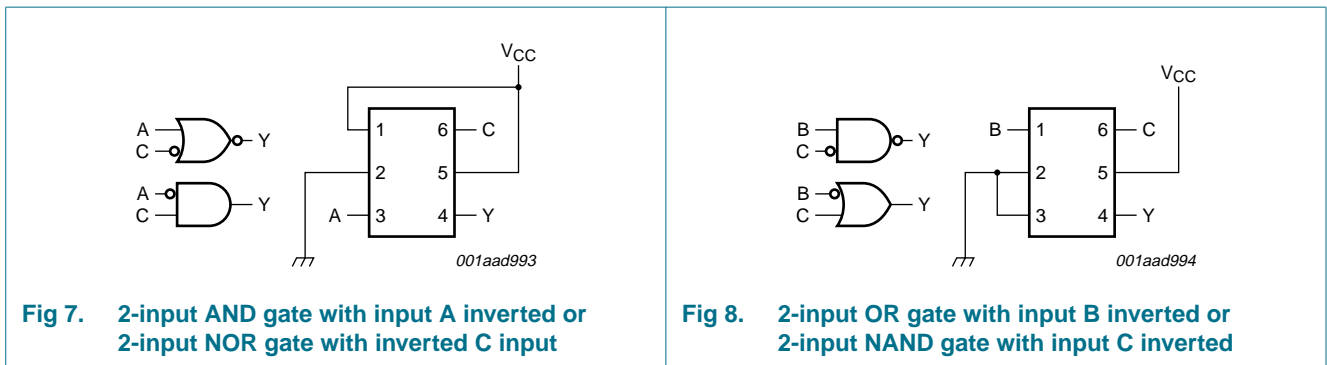 VCC
A
C
Y
A
C
Y
1 6 C
2 5
A 3 4 Y
001aad993
Fig 7. 2-input AND gate with input A inverted or
2-input NOR gate with inverted C input
VCC
B
C
Y
B
C
Y
B 1 6 C
2 5
3 4 Y
001aad994
Fig 8. 2-input OR gate with input B inverted or
2-input NAND gate with input C inverted